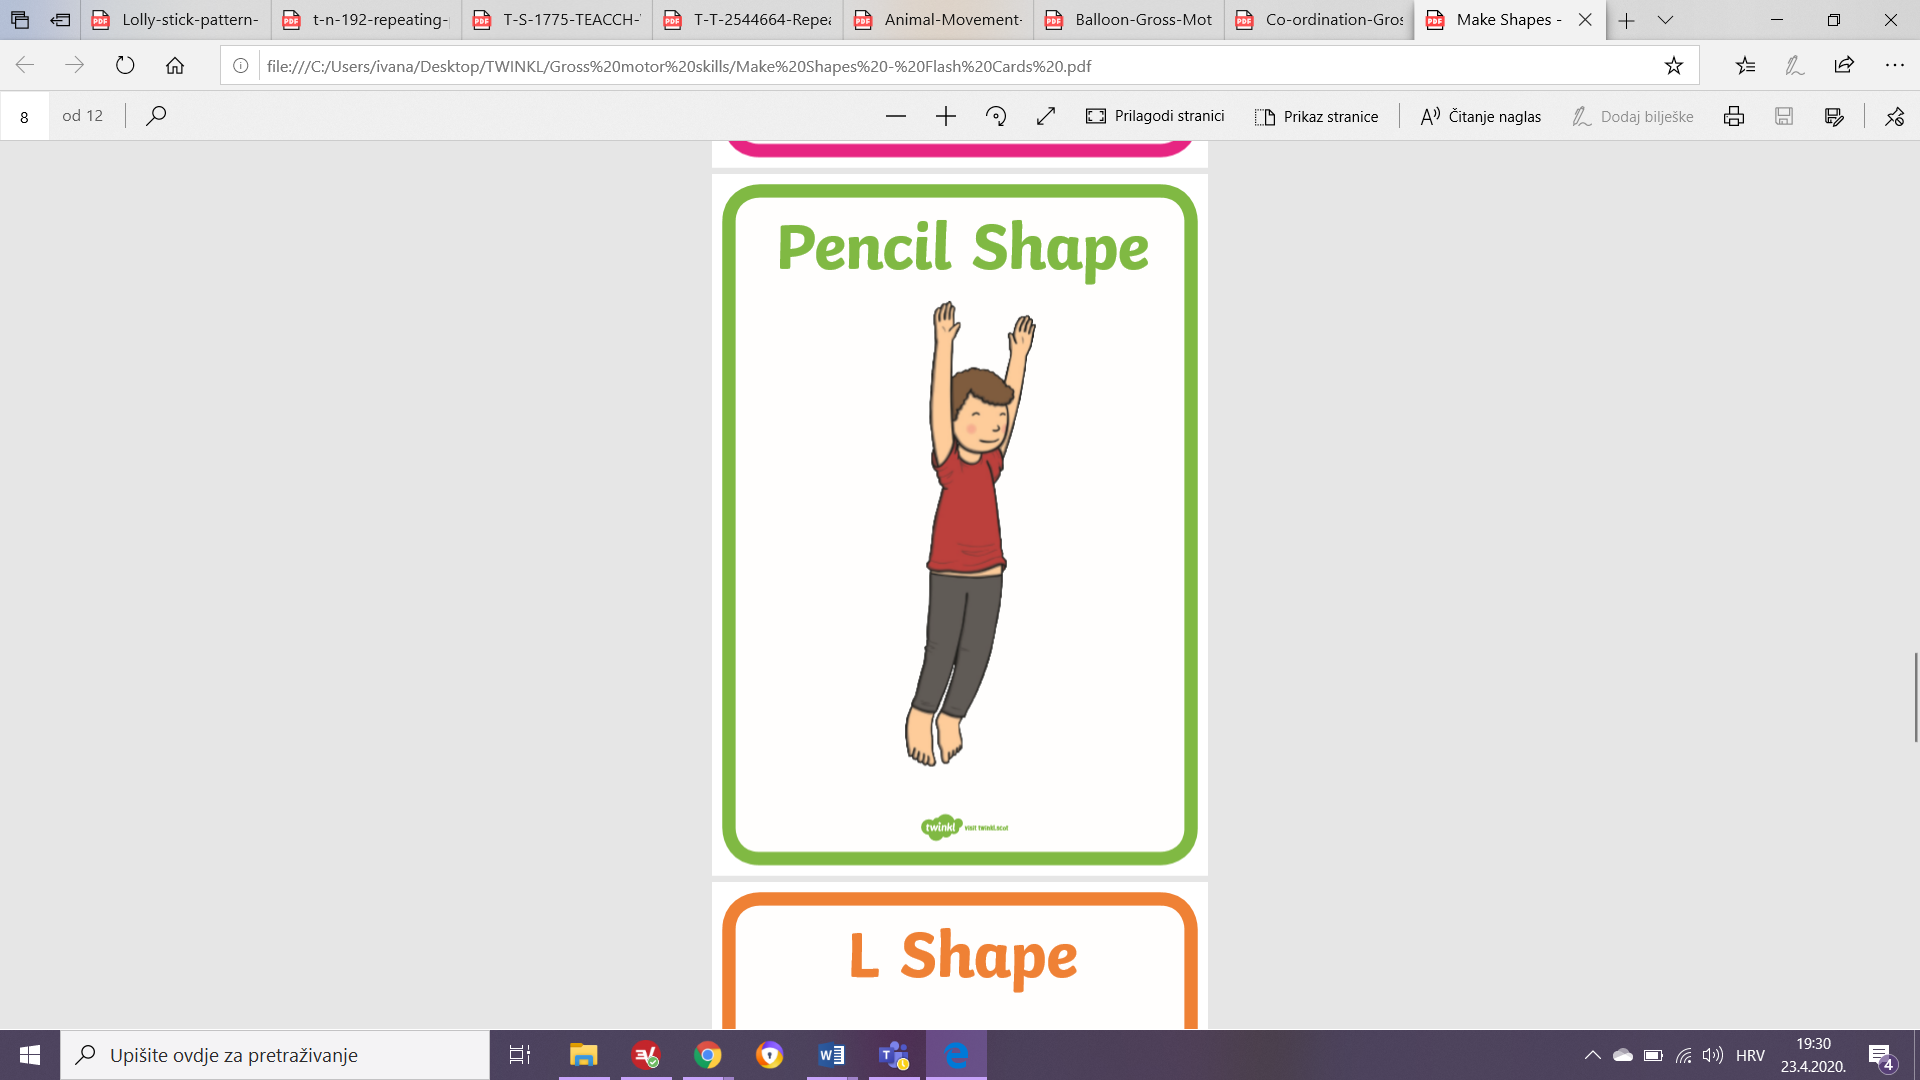 Lolly-stick-pattern-
t-n-192-repeating-
T-S-1775-TEACCH-
T-T-2544664-Repea
Animal-Movement-
Balloon-Gross-Mot
Co-ordination-Gros
Make Shapes -
file:///C:/Users/ivana/Desktop/TWINKL/Gross%20motor%20skills/Make%20Shapes%20-%20Flash%20Cards%20.pdf
8 od 12
Prilagodi stranici
Prikaz stranice
Čitanje naglas
Dodaj bilješke
Pencil Shape
twinkl
L Shape
Upišite ovdje za pretraživanje
HRV
19:30
23.4.2020.
4